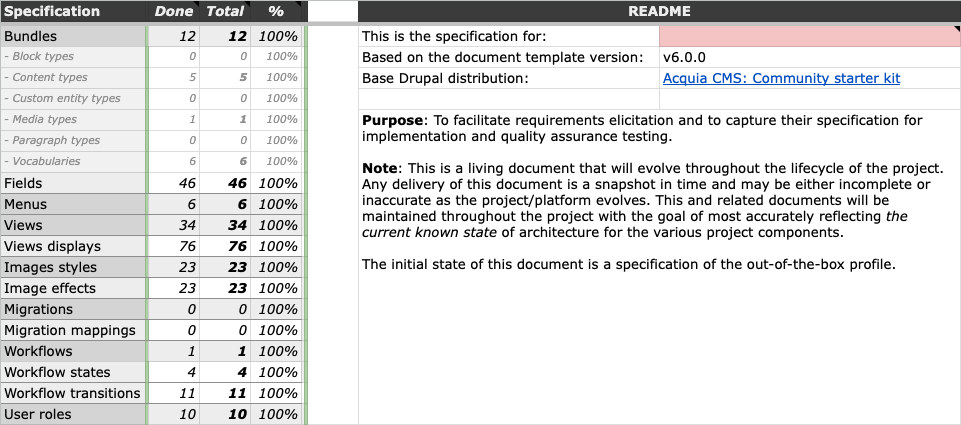 Specification Done Total %
Bundles 12 12 100%
- Block types 0 0 100%
- Content types 5 5 100%
- Custom entity types 0 0 100%
- Media types 1 1 100%
- Paragraph types 0 0 100%
- Vocabularies 6 6 100%
Fields 46 46 100%
Menus 6 6 100%
Views 34 34 100%
Views displays 76 76 100%
Images styles 23 23 100%
Image effects 23 23 100%
Migrations 0 0 100%
Migration mappings 0 0 100%
Workflows 1 1 100%
Workflow states 4 4 100%
Workflow transitions 11 11 100%
User roles 10 10 100%
README
This is the specification for:
Based on the document template version: v6.0.0
Base Drupal distribution: Acquia CMS: Community starter kit
Purpose: To facilitate requirements elicitation and to capture their specification for
implementation and quality assurance testing.
Note: This is a living document that will evolve throughout the lifecycle of the project.
Any delivery of this document is a snapshot in time and may be either incomplete or
inaccurate as the project/platform evolves. This and related documents will be
maintained throughout the project with the goal of most accurately reflecting the
current known state of architecture for the various project components.
The initial state of this document is a specification of the out-of-the-box profile.